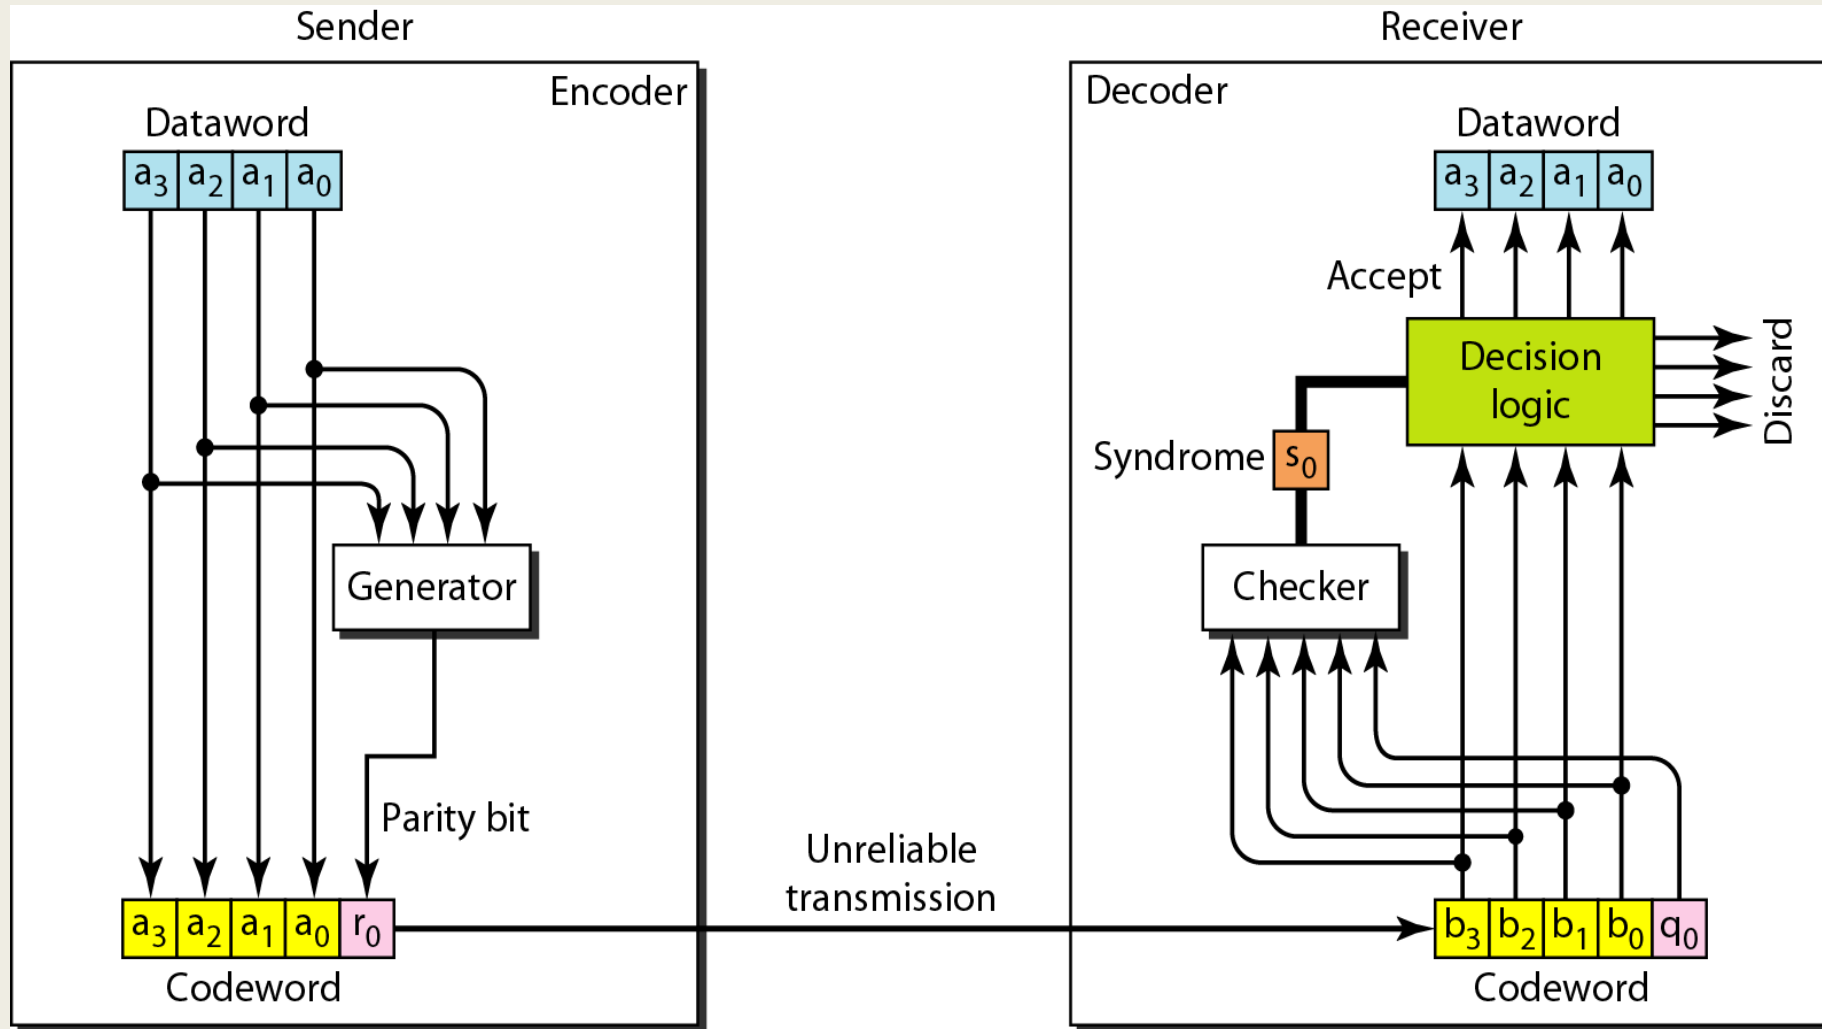 Sender
Encoder
Dataword
a3 a2 a1 a0
Generator
Parity bit
a3 a2 a1 a0 r0
Codeword
Unreliable
transmission
Receiver
Decoder
Dataword
a3 a2 a1 a0
Accept
Decision
logic
Discard
Syndrome s0
Checker
b3 b2 b1 b0 q0
Codeword